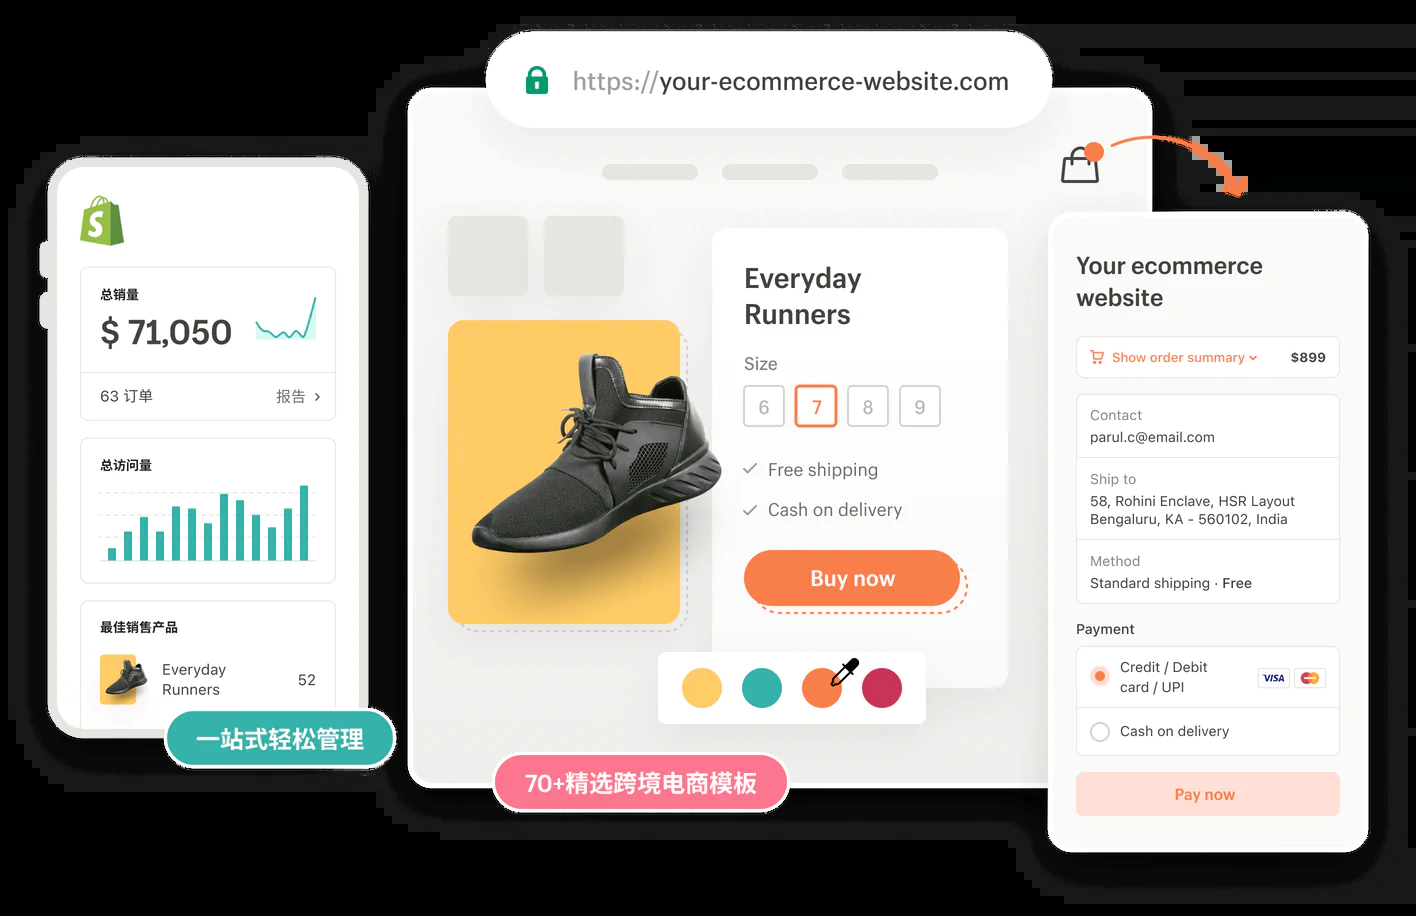 https://your-ecommerce-website.com
总销量
$ 71,050
63 订单
报告 >
总访问量
最佳销售产品
Everyday
Runners
52
一站式轻松管理
Everyday
Runners
Size
6 7 8 9
Free shipping
Cash on delivery
Buy now
70+精选跨境电商模板
Your ecommerce
website
Show order summary
$899
Contact
parul.c@email.com
Ship to
58, Rohini Enclave, HSR Layout
Bengaluru, KA - 560102, India
Method
Standard shipping · Free
Payment
Credit / Debit
card / UPI
VISA
Cash on delivery
Pay now